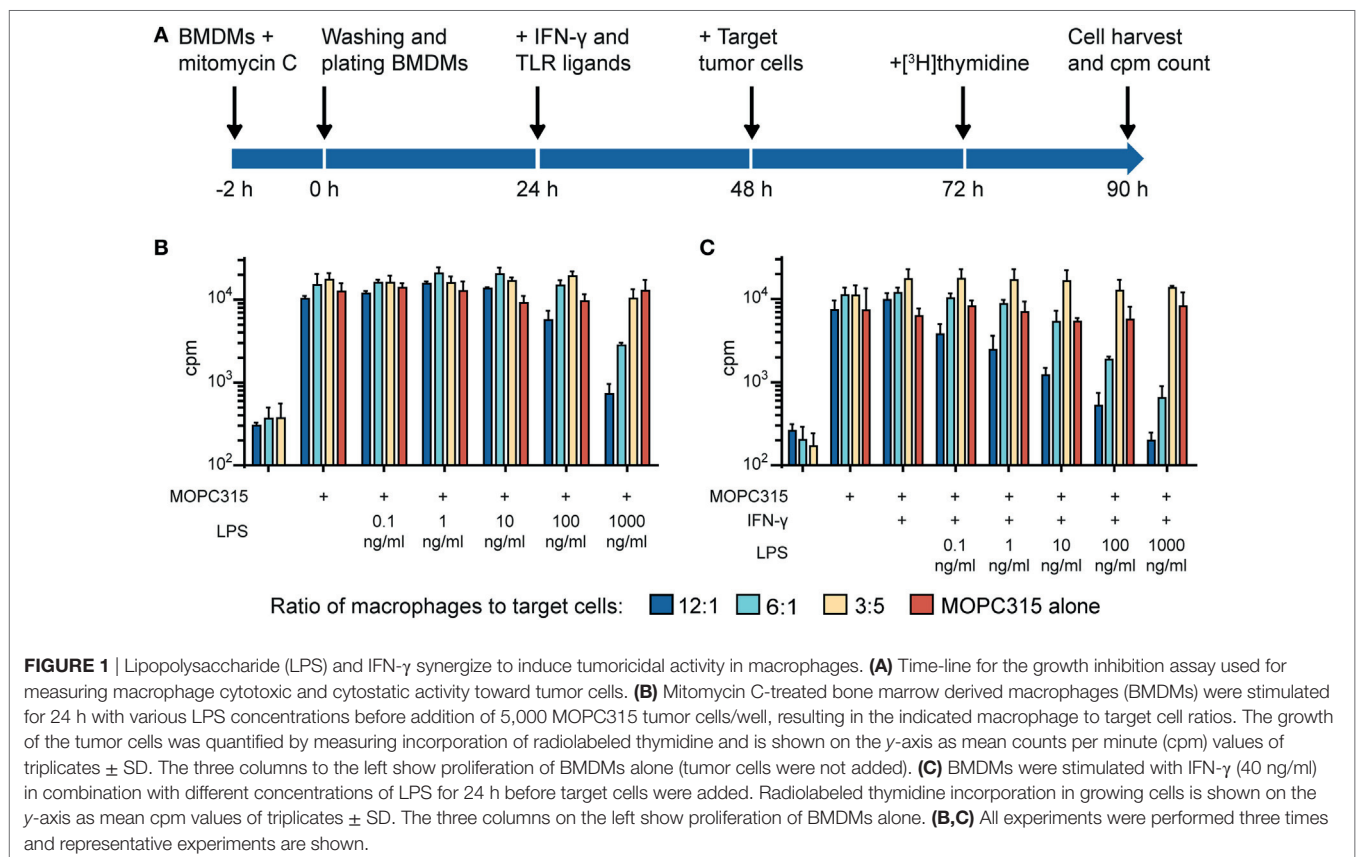 A
BMDMs +
mitomycin C
Washing and
plating BMDMs
+ IFN-γ and
TLR ligands
+ Target
tumor cells
+[³H]thymidine
Cell harvest
and cpm count
-2 h 0 h 24 h 48 h 72 h 90 h
B
cpm
10⁴
10³
10²
MOPC315 + + + + + +
LPS 0.1 ng/ml 1 ng/ml 10 ng/ml 100 ng/ml 1000 ng/ml
C
cpm
10⁴
10³
10²
MOPC315 + + + + + + +
IFN-γ + + + + + +
LPS 0.1 ng/ml 1 ng/ml 10 ng/ml 100 ng/ml 1000 ng/ml
Ratio of macrophages to target cells: 12:1 6:1 3:5 MOPC315 alone
FIGURE 1 | Lipopolysaccharide (LPS) and IFN-γ synergize to induce tumoricidal activity in macrophages. (A) Time-line for the growth inhibition assay used for
measuring macrophage cytotoxic and cytostatic activity toward tumor cells. (B) Mitomycin C-treated bone marrow derived macrophages (BMDMs) were stimulated
for 24 h with various LPS concentrations before addition of 5,000 MOPC315 tumor cells/well, resulting in the indicated macrophage to target cell ratios. The growth
of the tumor cells was quantified by measuring incorporation of radiolabeled thymidine and is shown on the y-axis as mean counts per minute (cpm) values of
triplicates ± SD. The three columns to the left show proliferation of BMDMs alone (tumor cells were not added). (C) BMDMs were stimulated with IFN-γ (40 ng/ml)
in combination with different concentrations of LPS for 24 h before target cells were added. Radiolabeled thymidine incorporation in growing cells is shown on the
y-axis as mean cpm values of triplicates ± SD. The three columns on the left show proliferation of BMDMs alone. (B,C) All experiments were performed three times
and representative experiments are shown.